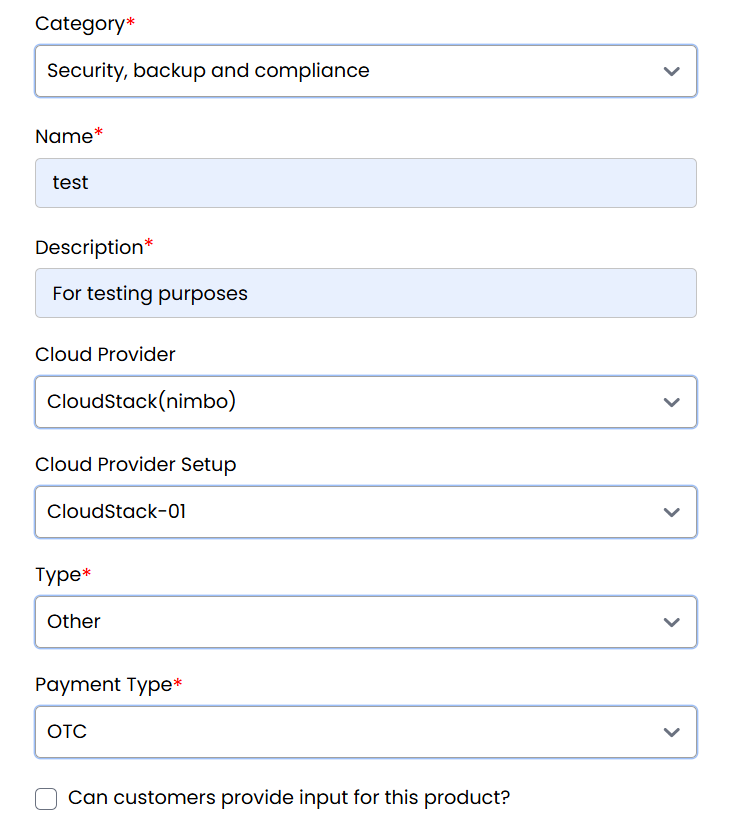 Category*
Security, backup and compliance
Name*
test
Description*
For testing purposes
Cloud Provider
CloudStack(nimbo)
Cloud Provider Setup
CloudStack-01
Type*
Other
Payment Type*
OTC
Can customers provide input for this product?